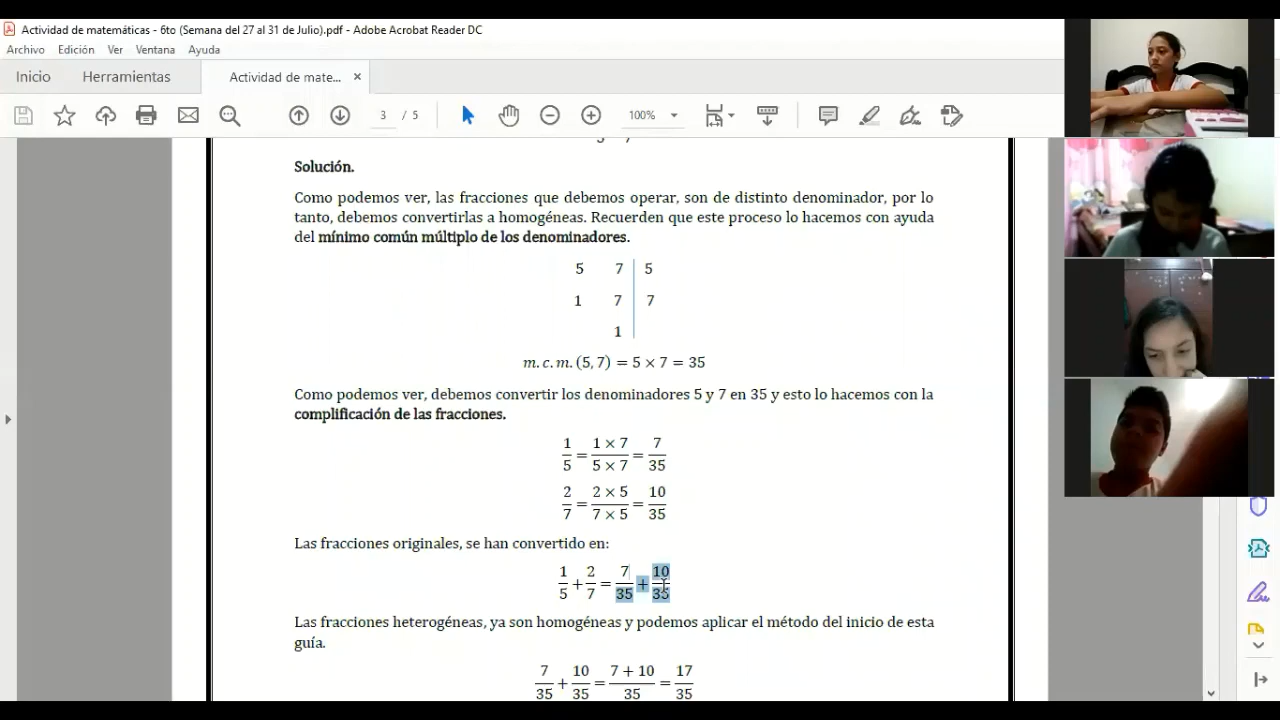 Actividad de matemáticas - 6to (Semana del 27 al 31 de Julio).pdf - Adobe Acrobat Reader DC
Archivo Edición Ver Ventana Ayuda
Inicio Herramientas Actividad de mate... ×
3 / 5 100%
Solución.
Como podemos ver, las fracciones que debemos operar, son de distinto denominador, por lo
tanto, debemos convertirlas a homogéneas. Recuerden que este proceso lo hacemos con ayuda
del mínimo común múltiplo de los denominadores.
5 7 | 5
1 7 | 7
1 |
m. c. m. (5, 7) = 5 × 7 = 35
Como podemos ver, debemos convertir los denominadores 5 y 7 en 35 y esto lo hacemos con la
complificación de las fracciones.
1/5 = (1 × 7)/(5 × 7) = 7/35
2/7 = (2 × 5)/(7 × 5) = 10/35
Las fracciones originales, se han convertido en:
1/5 + 2/7 = 7/35 + 10/35
Las fracciones heterogéneas, ya son homogéneas y podemos aplicar el método del inicio de esta
guía.
7/35 + 10/35 = (7 + 10)/35 = 17/35